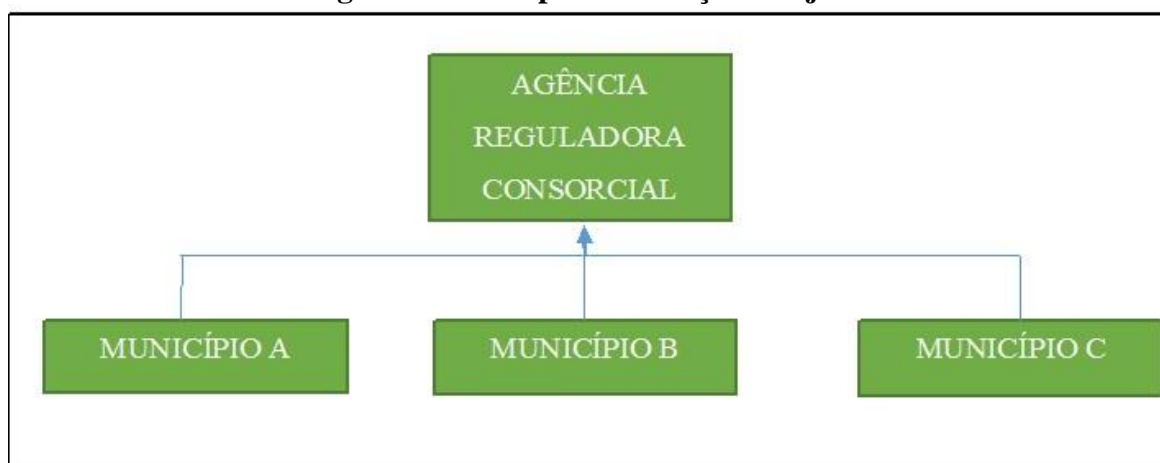 AGÊNCIA
REGULADORA
CONSORCIAL
MUNICÍPIO A
MUNICÍPIO B
MUNICÍPIO C